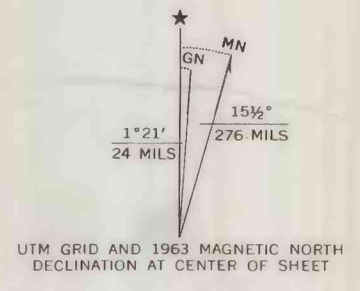 ★
MN
GN
15½°
276 MILS
1°21′
24 MILS
UTM GRID AND 1963 MAGNETIC NORTH
DECLINATION AT CENTER OF SHEET